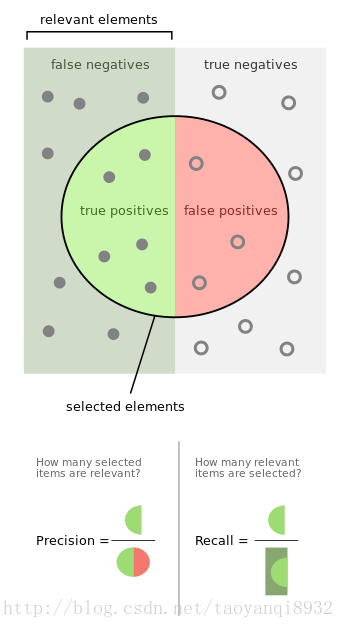 relevant elements
false negatives
true negatives
true positives
false positives
selected elements
How many selected
items are relevant?
How many relevant
items are selected?
Precision =
Recall =
http://blog.csdn.net/taoyanqi8932